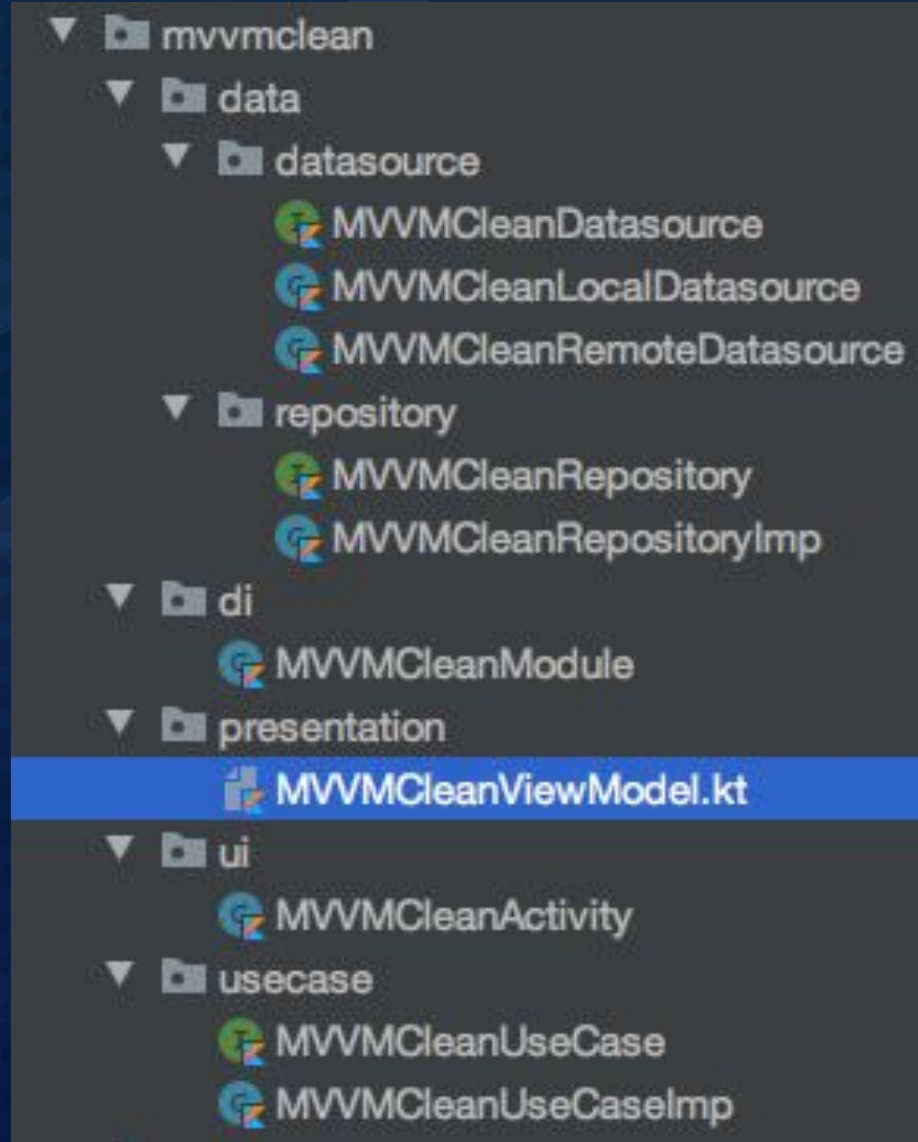 mvvmclean
data
datasource
MVVMCleanDatasource
MVVMCleanLocalDatasource
MVVMCleanRemoteDatasource
repository
MVVMCleanRepository
MVVMCleanRepositoryImp
di
MVVMCleanModule
presentation
MVVMCleanViewModel.kt
ui
MVVMCleanActivity
usecase
MVVMCleanUseCase
MVVMCleanUseCaseImp